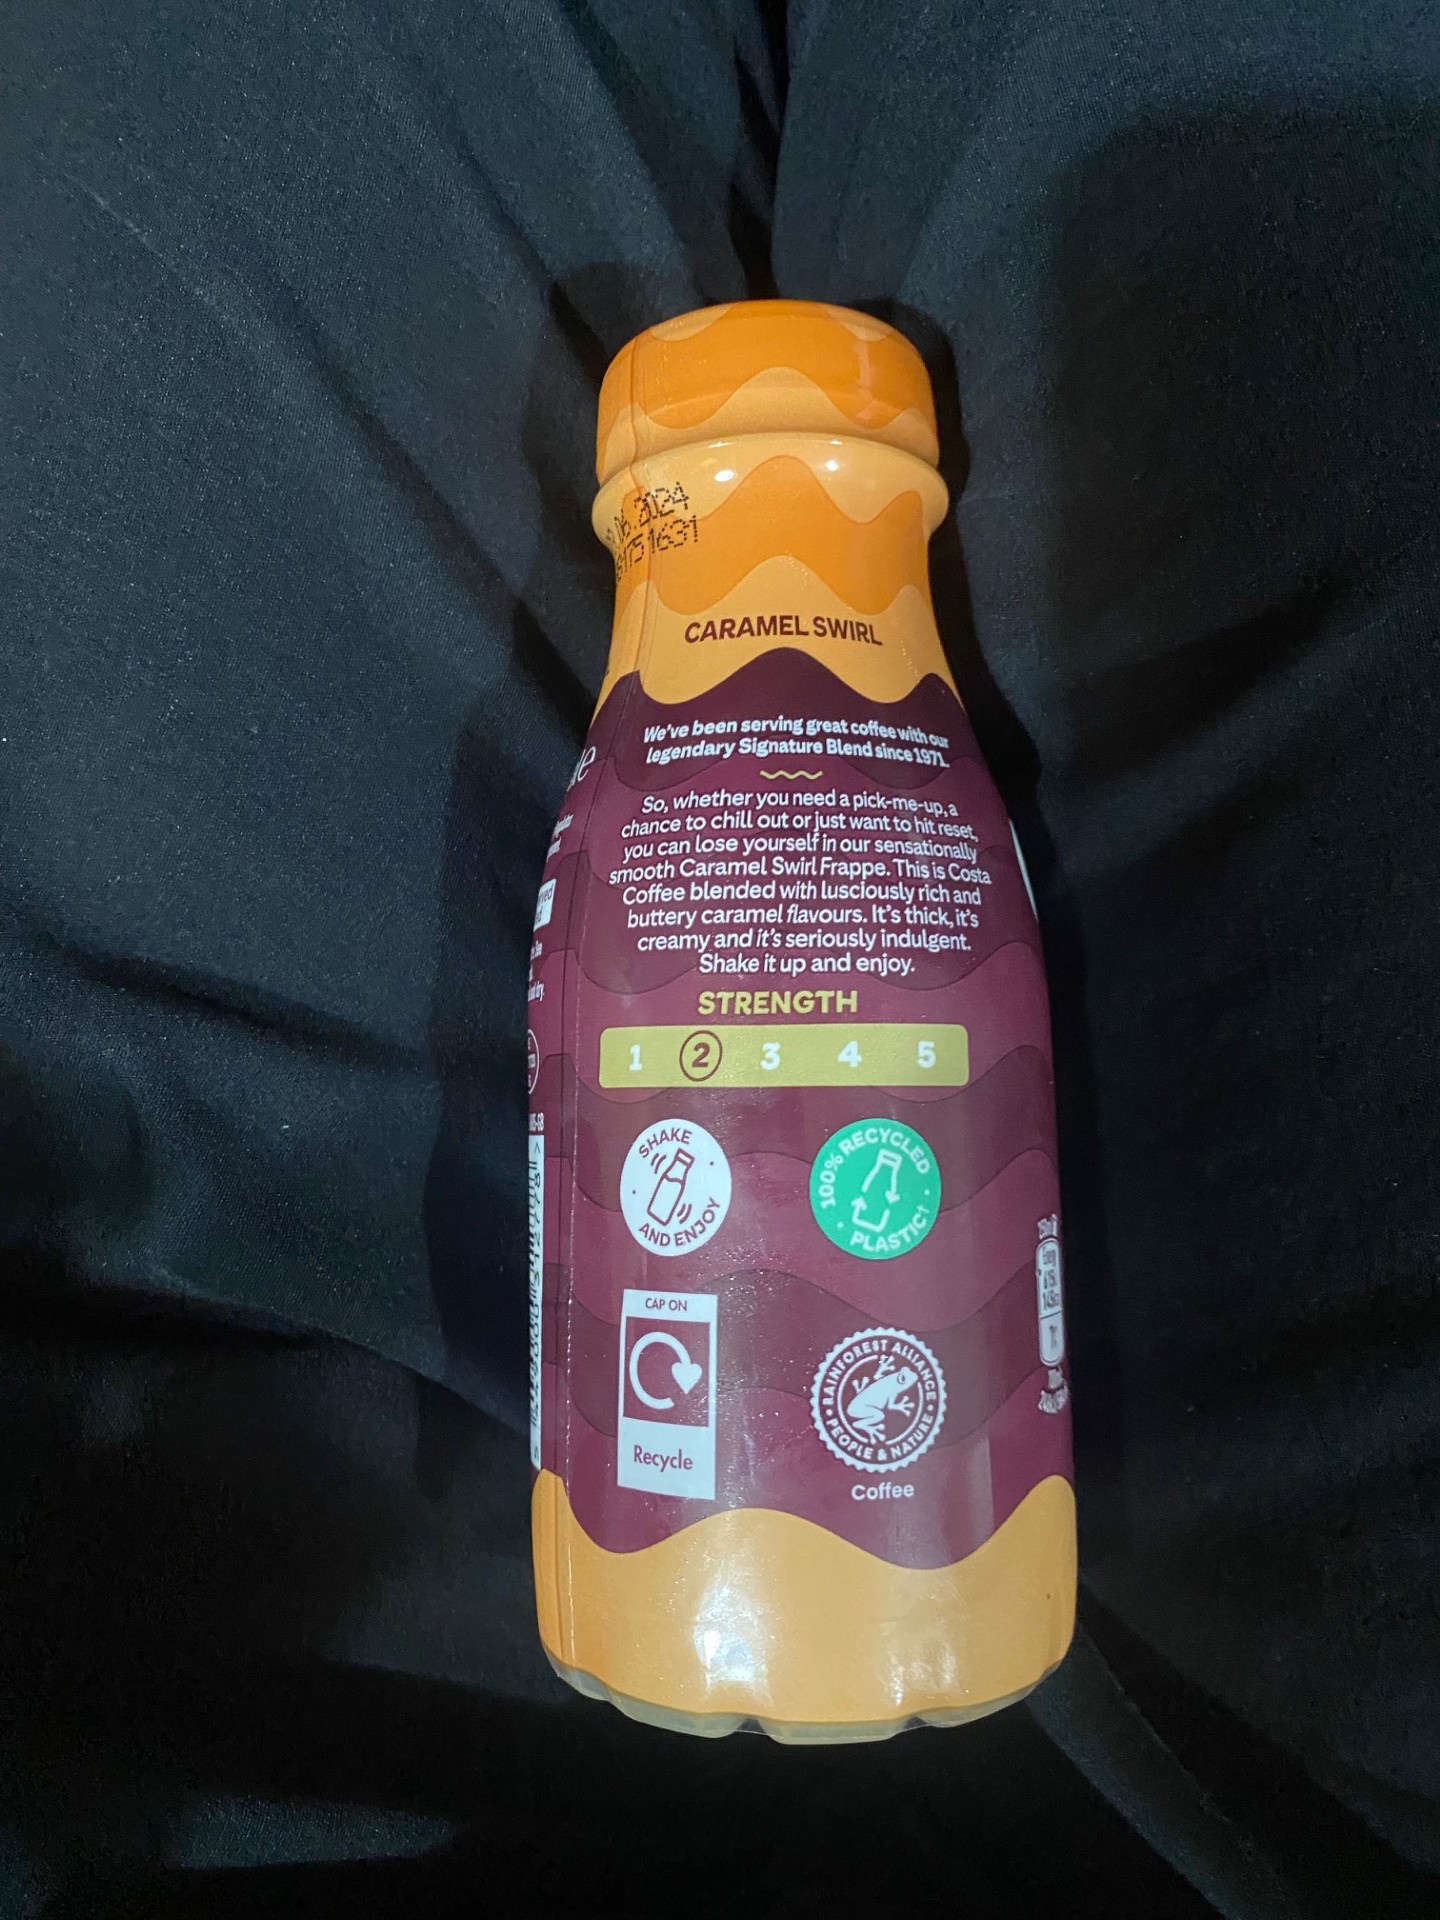 06.2024
1631
CARAMEL SWIRL
We've been serving great coffee with our
legendary Signature Blend since 1971.
So, whether you need a pick-me-up, a
chance to chill out or just want to hit reset,
you can lose yourself in our sensationally
smooth Caramel Swirl Frappe. This is Costa
Coffee blended with lusciously rich and
buttery caramel flavours. It's thick, it's
creamy and it's seriously indulgent.
Shake it up and enjoy.
STRENGTH
1 2 3 4 5
SHAKE
AND ENJOY
100% RECYCLED
PLASTIC†
CAP ON
Recycle
RAINFOREST ALLIANCE
PEOPLE & NATURE
Coffee
Energy